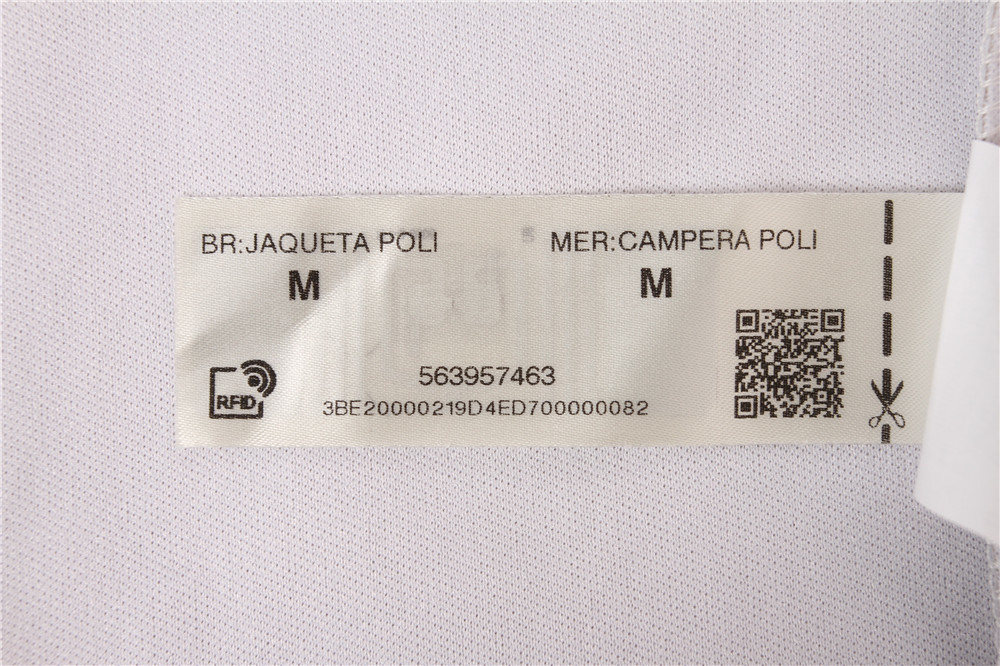 BR:JAQUETA POLI
M
MER:CAMPERA POLI
M
RFID
563957463
3BE20000219D4ED700000082